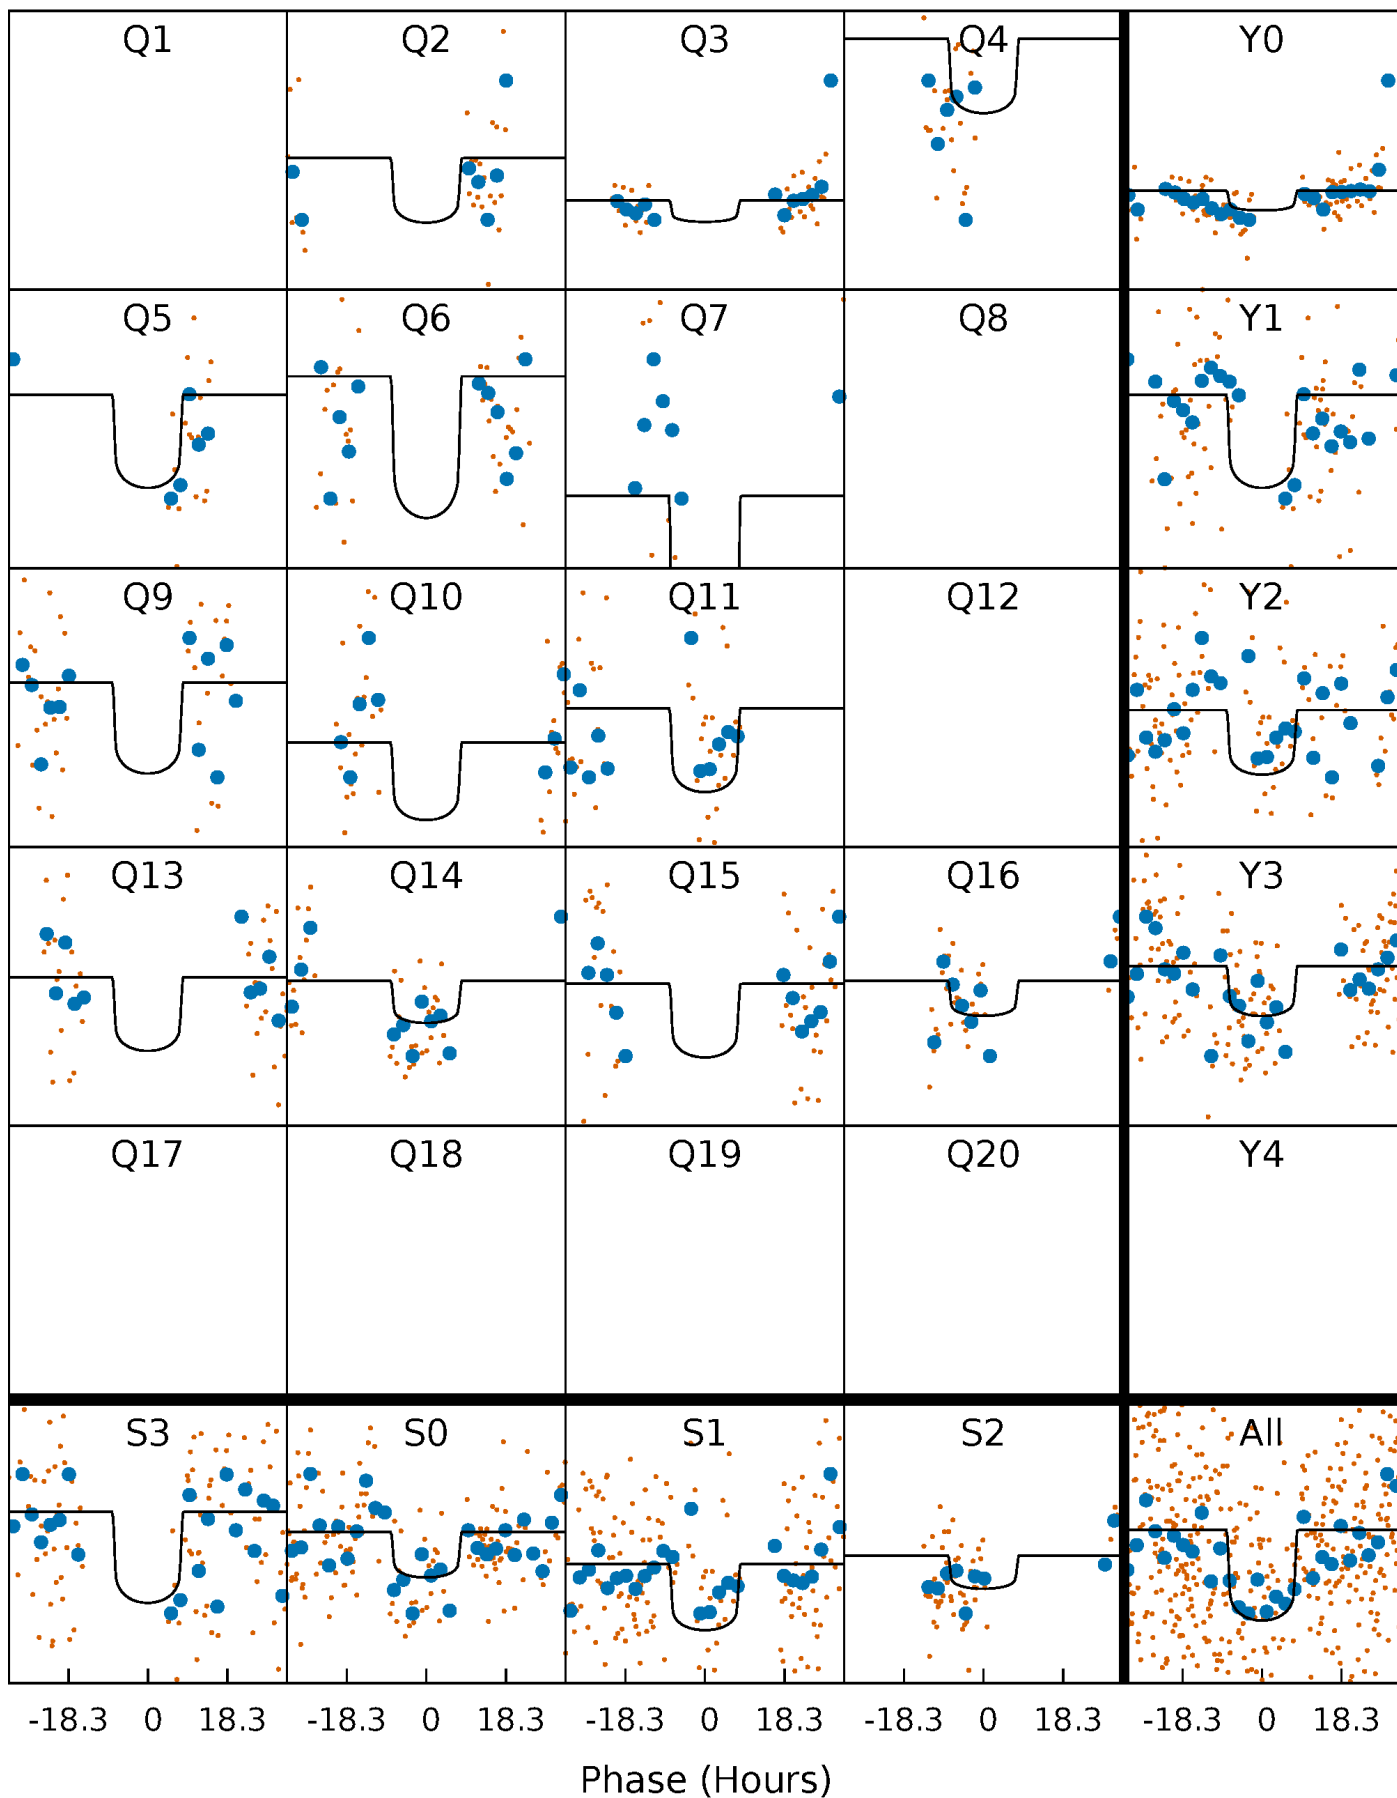 Q1 Q2 Q3 Q4 Y0
Q5 Q6 Q7 Q8 Y1
Q9 Q10 Q11 Q12 Y2
Q13 Q14 Q15 Q16 Y3
Q17 Q18 Q19 Q20 Y4
S3 S0 S1 S2 All
-18.3 0 18.3 -18.3 0 18.3 -18.3 0 18.3 -18.3 0 18.3 -18.3 0 18.3
Phase (Hours)